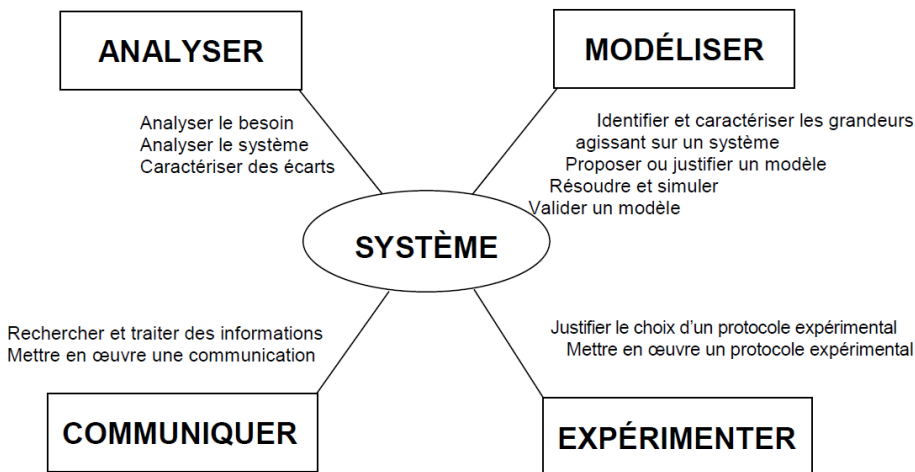 ANALYSER
MODÉLISER
Analyser le besoin
Analyser le système
Caractériser des écarts
Identifier et caractériser les grandeurs
agissant sur un système
Proposer ou justifier un modèle
Résoudre et simuler
Valider un modèle
SYSTÈME
Rechercher et traiter des informations
Mettre en œuvre une communication
Justifier le choix d'un protocole expérimental
Mettre en œuvre un protocole expérimental
COMMUNIQUER
EXPÉRIMENTER